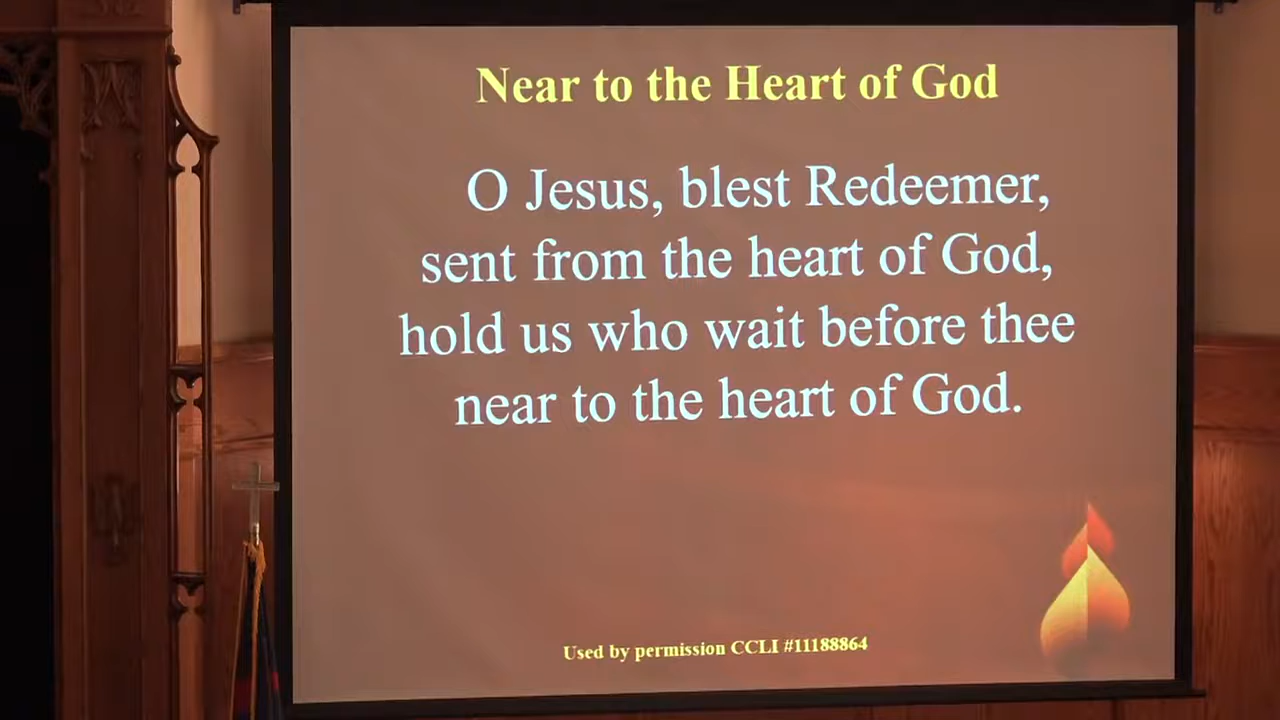 Near to the Heart of God
O Jesus, blest Redeemer,
sent from the heart of God,
hold us who wait before thee
near to the heart of God.
Used by permission CCLI #11188864